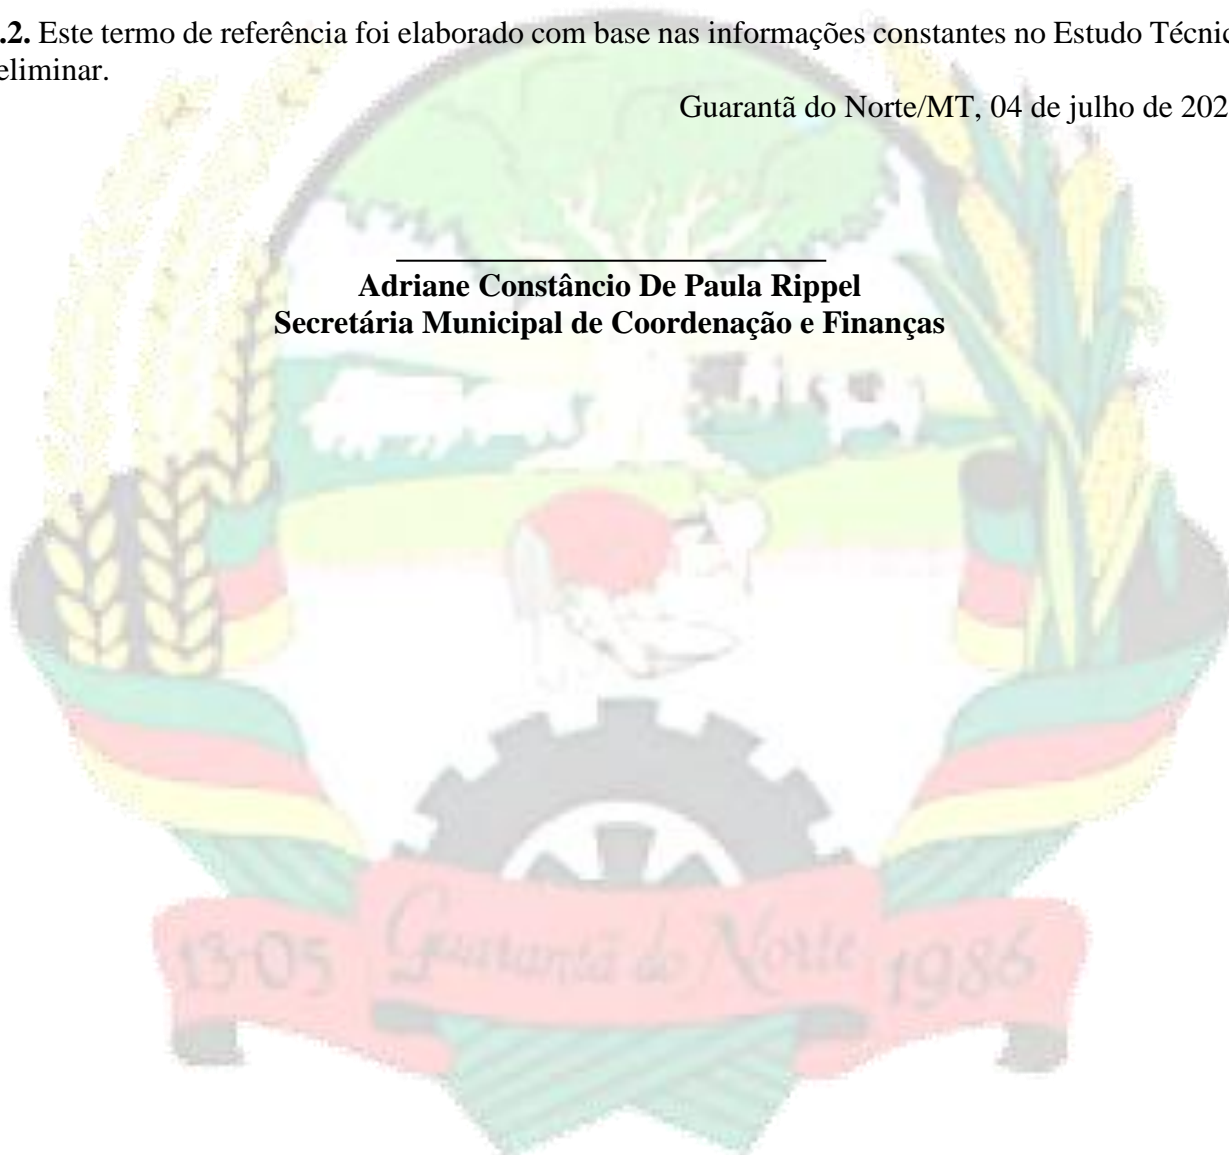 .2. Este termo de referência foi elaborado com base nas informações constantes no Estudo Técnic
eliminar.
Guarantã do Norte/MT, 04 de julho de 202
Adriane Constâncio De Paula Rippel
Secretária Municipal de Coordenação e Finanças
13-05 Guarantã do Norte 1986